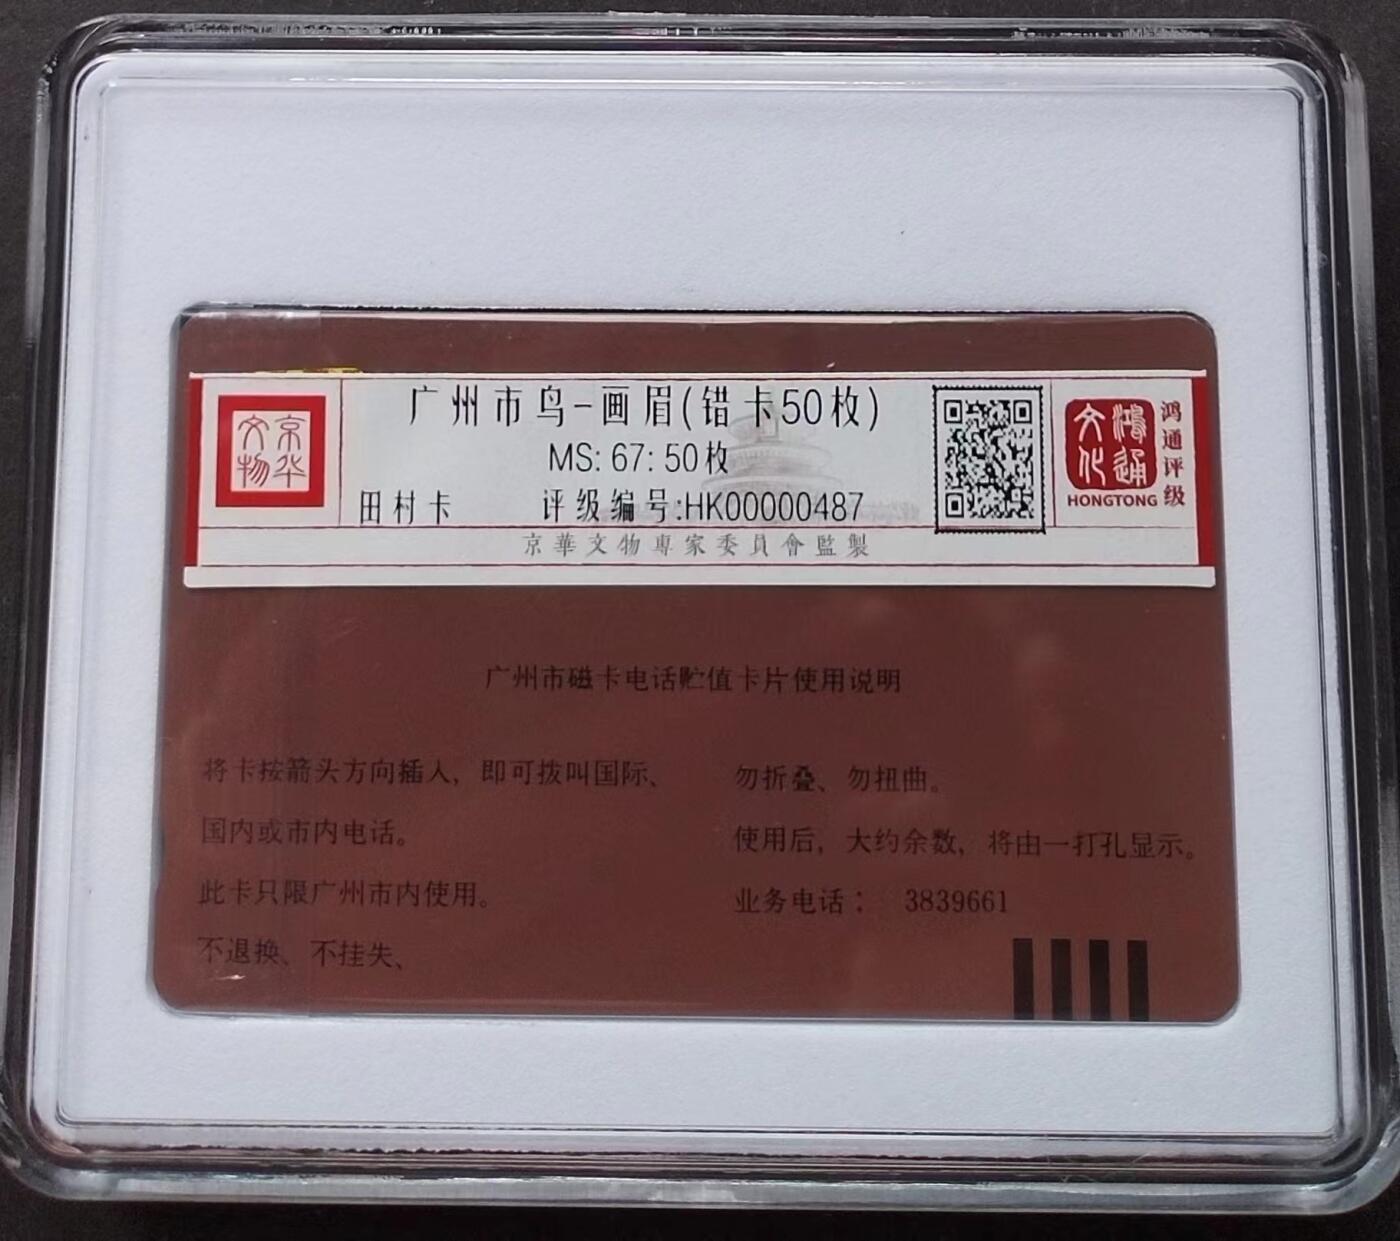 京华
文物
广州市鸟-画眉(错卡50枚)
MS: 67: 50枚
田村卡 评级编号:HK00000487
京華文物專家委員會監製
鸿通
文化
HONGTONG
鸿通评级
广州市磁卡电话贮值卡片使用说明
将卡按箭头方向插入，即可拨叫国际、
国内或市内电话。
此卡只限广州市内使用。
不退换、不挂失、
勿折叠、勿扭曲。
使用后，大约余数，将由一打孔显示。
业务电话： 3839661